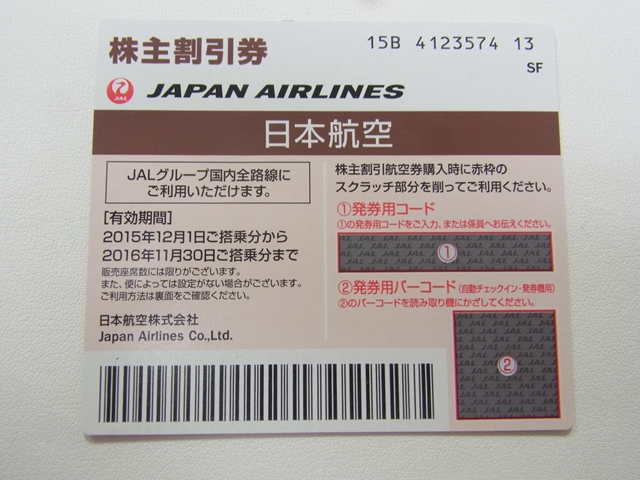 株主割引券
15B 4123574 13
SF
JAL
JAPAN AIRLINES
日本航空
JALグループ国内全路線に
ご利用いただけます。
[有効期間]
2015年12月1日ご搭乗分から
2016年11月30日ご搭乗分まで
販売座席数には限りがございます。
また、便によっては設定がない場合がございます。
ご利用方法は裏面をご確認ください。
日本航空株式会社
Japan Airlines Co.,Ltd.
株主割引航空券購入時に赤枠の
スクラッチ部分を削ってご利用ください。
①発券用コード
①の発券用コードをご入力、または係員へお伝えください。
①
②発券用バーコード(自動チェックイン・発券機用)
②のバーコードを読み取り機にかざしてください。
②